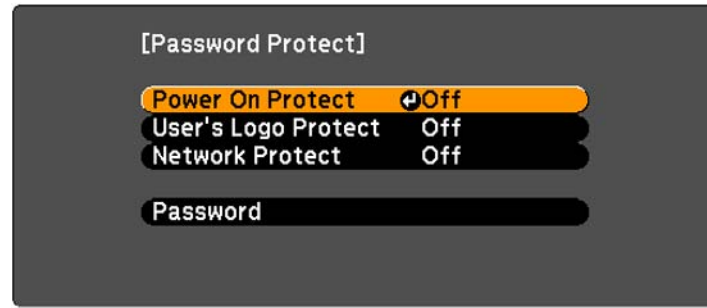 [Password Protect]
Power On Protect Off
User's Logo Protect Off
Network Protect Off
Password